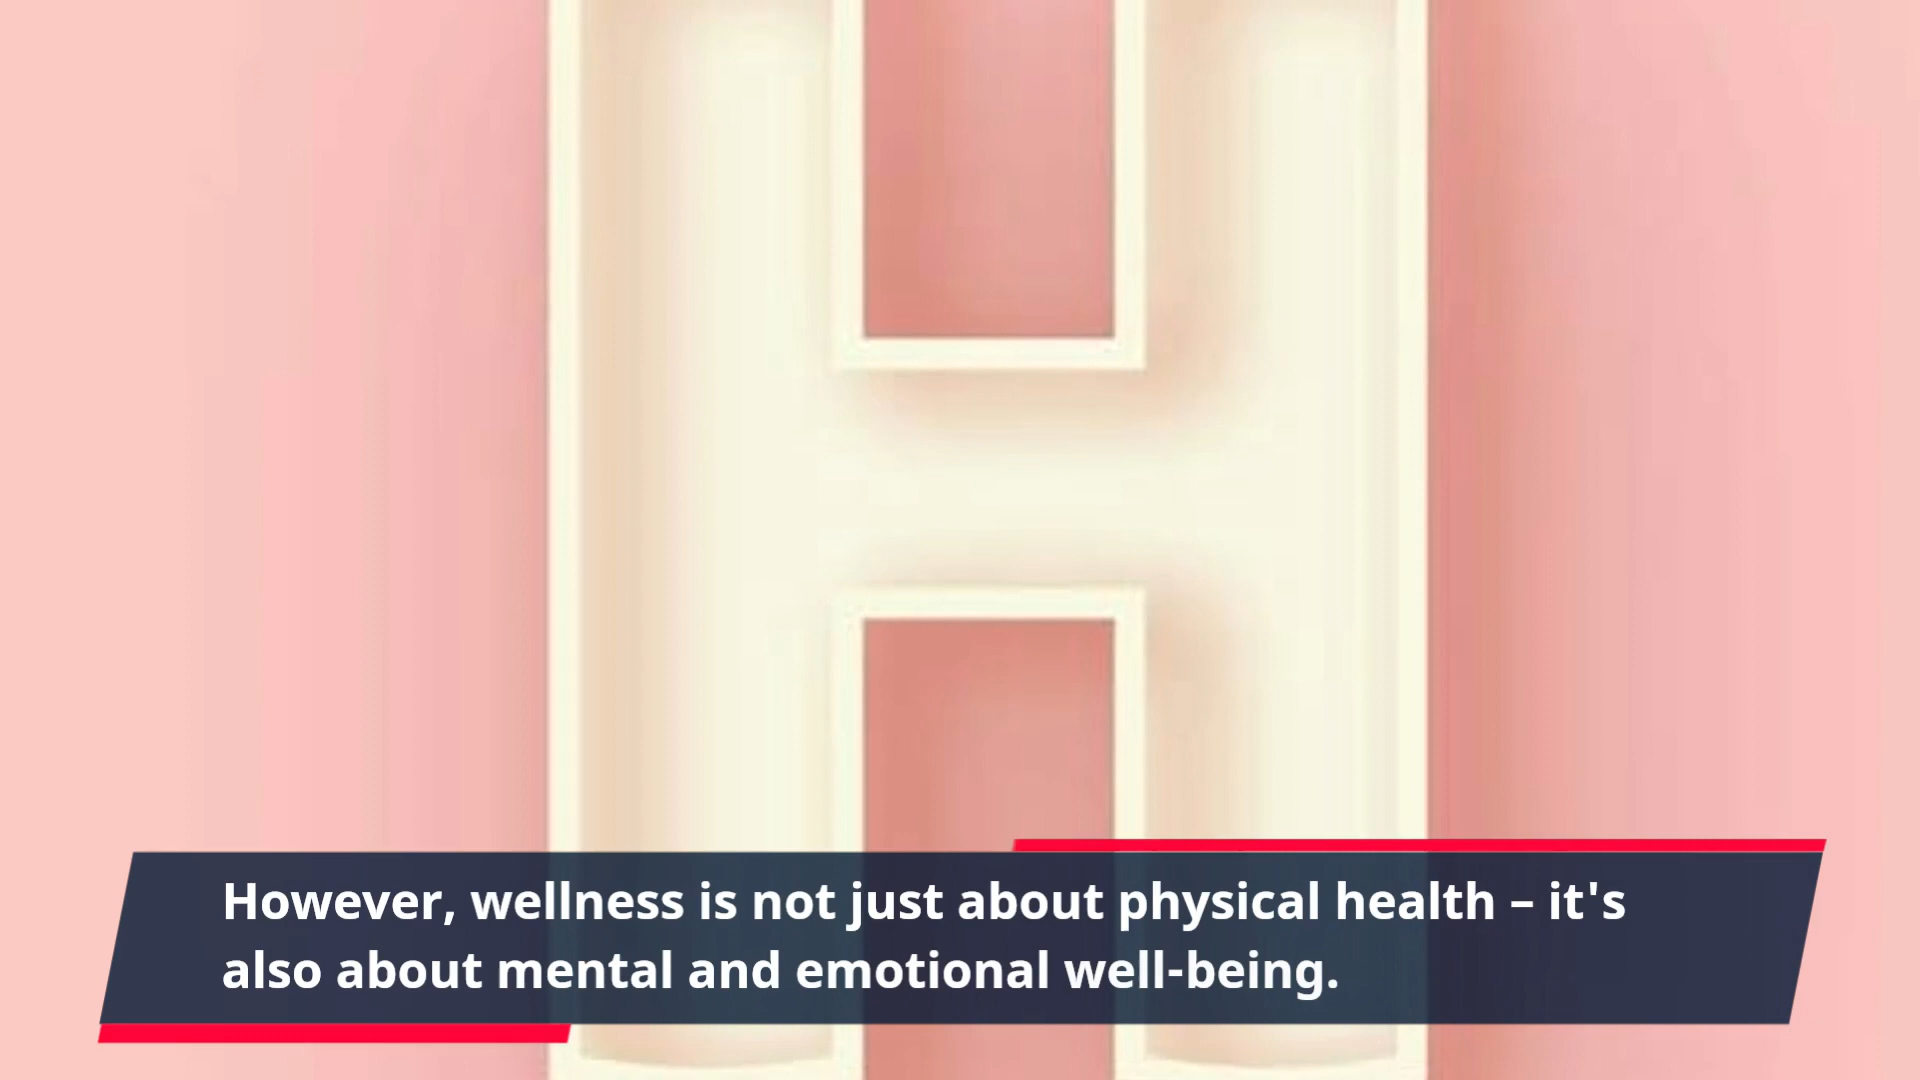 H
However, wellness is not just about physical health – it's
also about mental and emotional well-being.